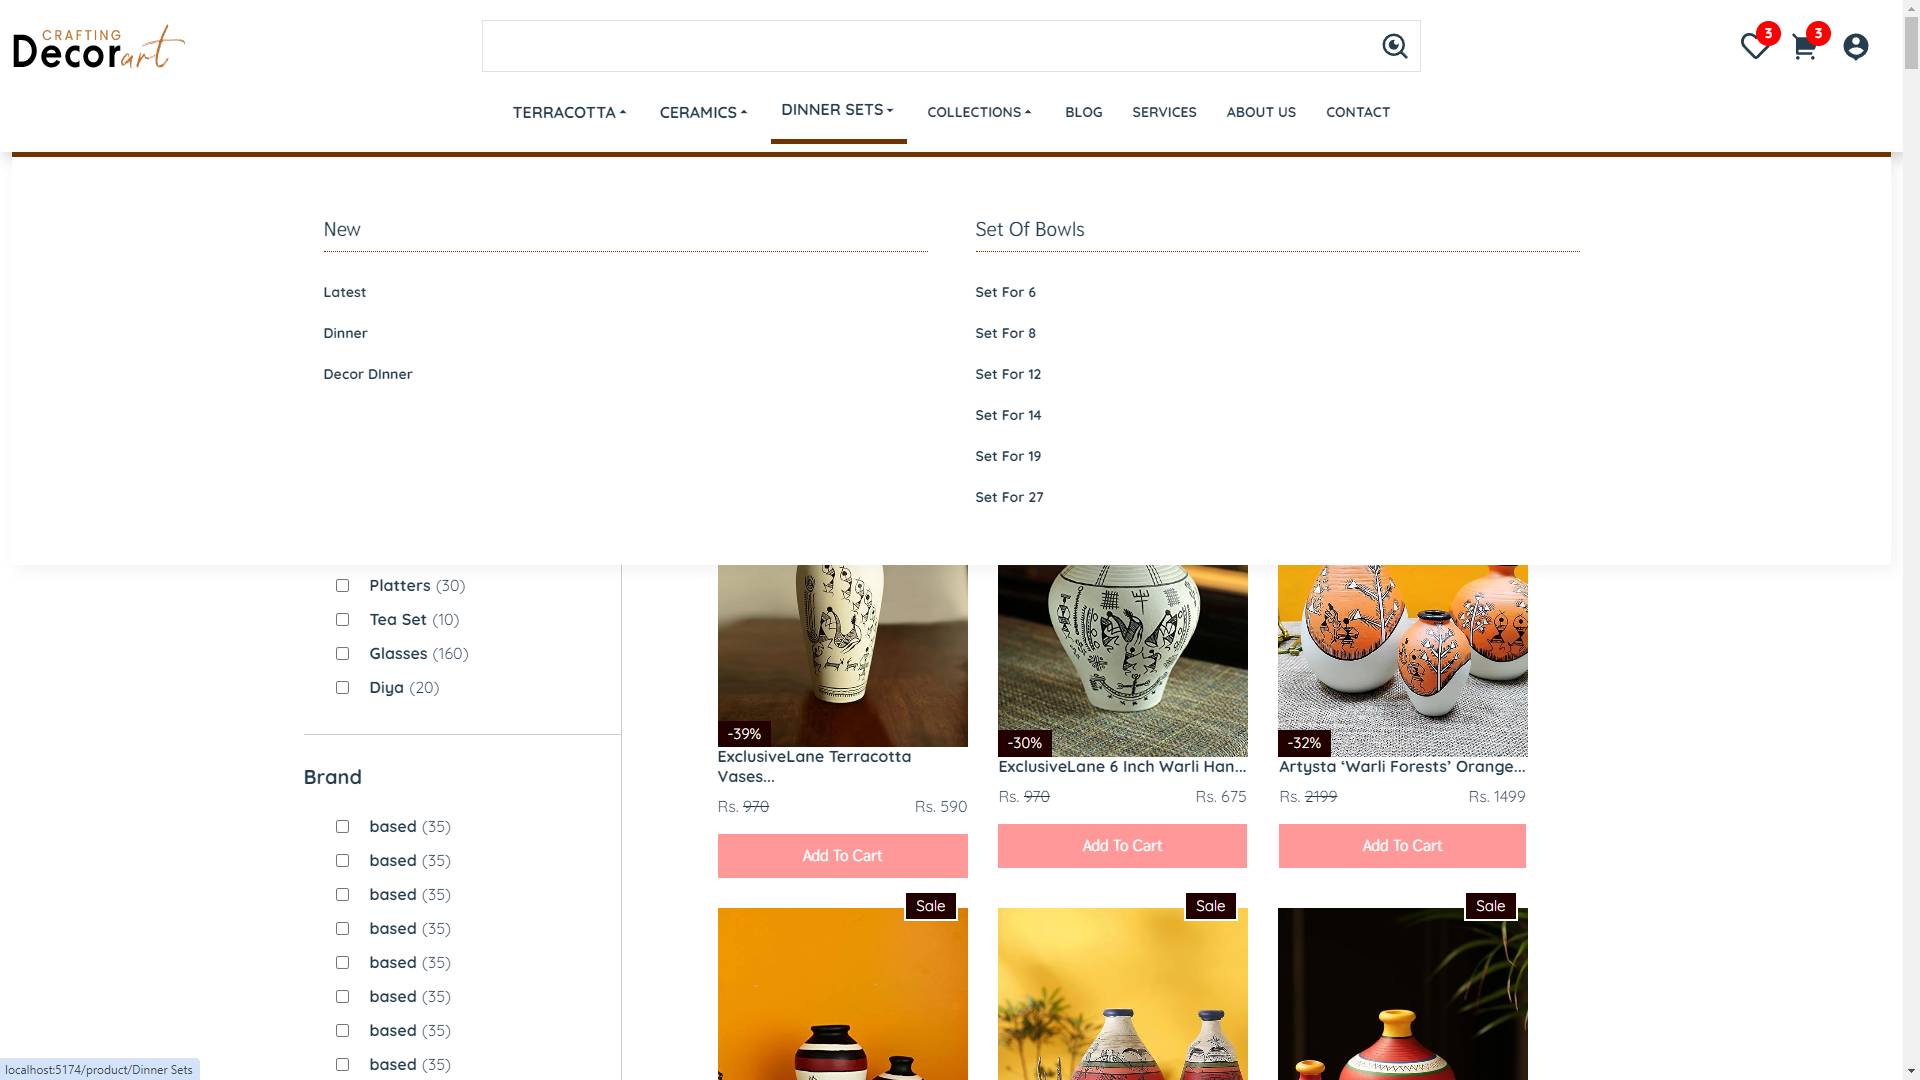 CRAFTING
Decorart
3
3
TERRACOTTA
CERAMICS
DINNER SETS
COLLECTIONS
BLOG
SERVICES
ABOUT US
CONTACT
New
Latest
Dinner
Decor DInner
Set Of Bowls
Set For 6
Set For 8
Set For 12
Set For 14
Set For 19
Set For 27
Platters (30)
Tea Set (10)
Glasses (160)
Diya (20)
Brand
based (35)
based (35)
based (35)
based (35)
based (35)
based (35)
based (35)
based (35)
-39%
ExclusiveLane Terracotta
Vases...
Rs. 970 Rs. 590
Add To Cart
-30%
ExclusiveLane 6 Inch Warli Han...
Rs. 970 Rs. 675
Add To Cart
-32%
Artysta ‘Warli Forests’ Orange...
Rs. 2199 Rs. 1499
Add To Cart
Sale
Sale
Sale
localhost:5174/product/Dinner Sets